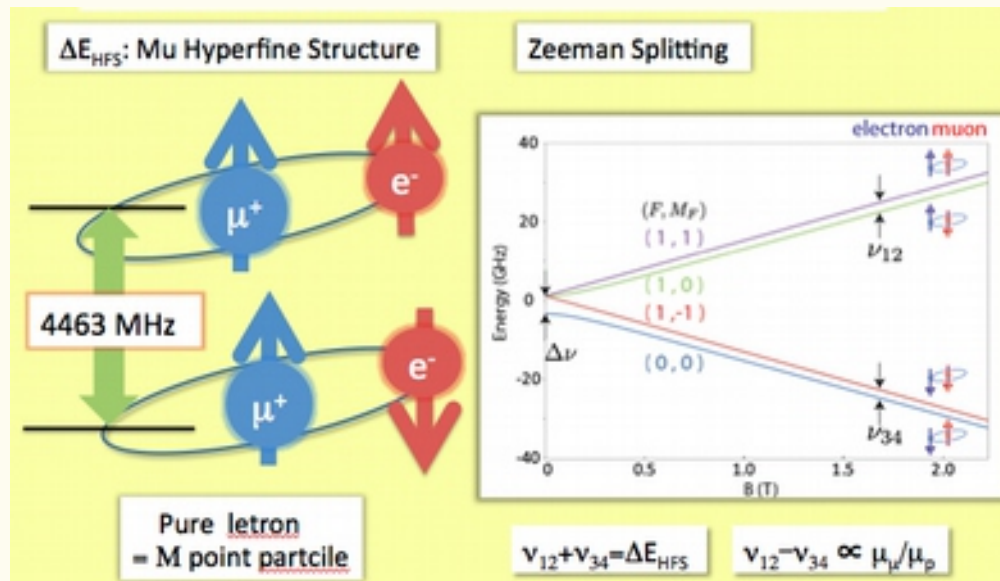 ΔE_HFS: Mu Hyperfine Structure
μ⁺
e⁻
4463 MHz
μ⁺
e⁻
Pure letron
= M point partcile
Zeeman Splitting
electron muon
40
20
0
-20
-40
Energy (GHz)
(F, M_F)
(1,1)
(1,0)
(1,-1)
(0,0)
Δν
ν₁₂
ν₃₄
0 0.5 1.0 1.5 2.0
B (T)
ν₁₂+ν₃₄=ΔE_HFS
ν₁₂−ν₃₄ ∝ μ_μ/μ_p